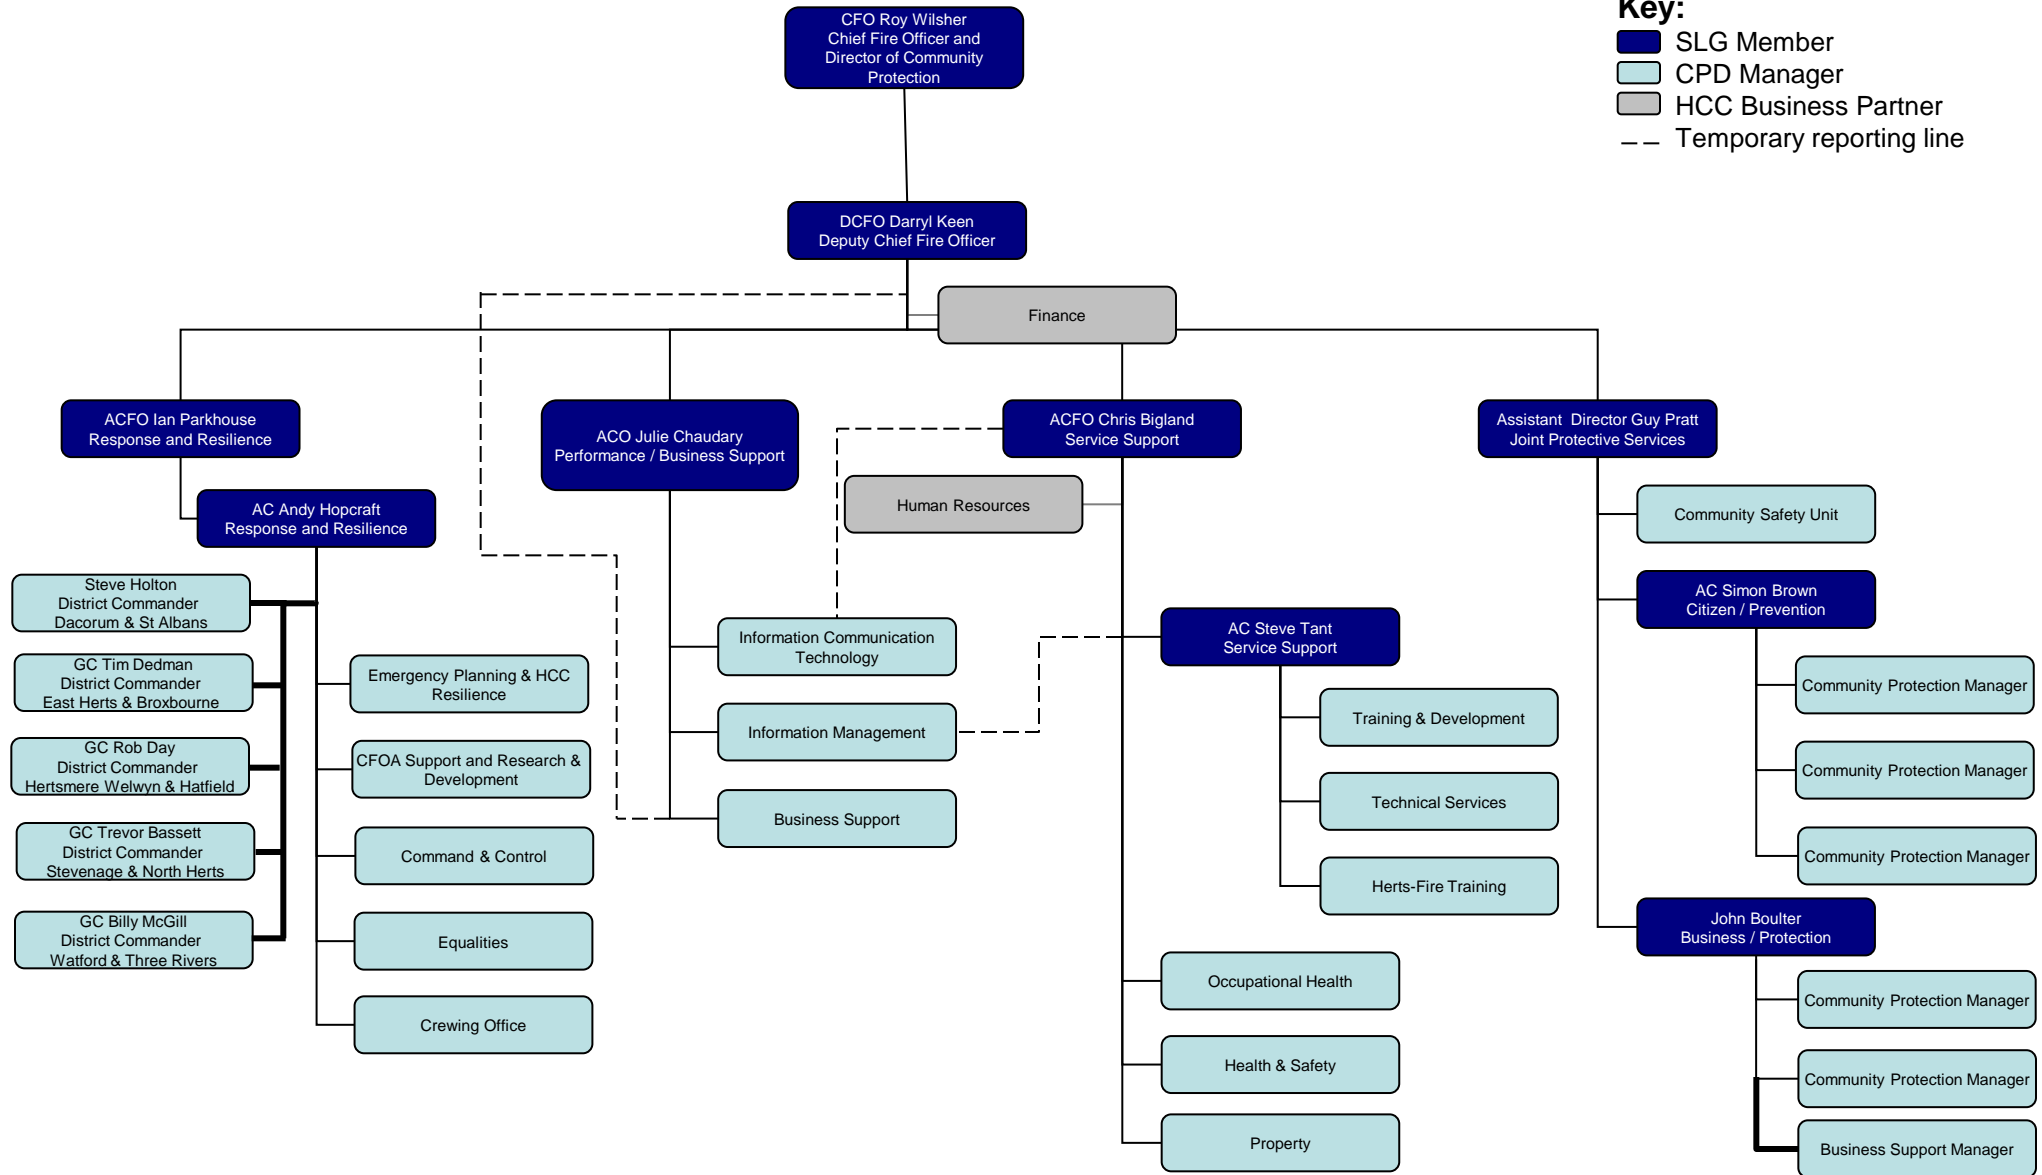 CFO Roy Wilsher
Chief Fire Officer and
Director of Community
Protection
Key:
SLG Member
CPD Manager
HCC Business Partner
Temporary reporting line
DCFO Darryl Keen
Deputy Chief Fire Officer
Finance
ACFO Ian Parkhouse
Response and Resilience
ACO Julie Chaudary
Performance / Business Support
ACFO Chris Bigland
Service Support
Assistant Director Guy Pratt
Joint Protective Services
Human Resources
AC Andy Hopcraft
Response and Resilience
Steve Holton
District Commander
Dacorum & St Albans
GC Tim Dedman
District Commander
East Herts & Broxbourne
GC Rob Day
District Commander
Hertsmere Welwyn & Hatfield
GC Trevor Bassett
District Commander
Stevenage & North Herts
GC Billy McGill
District Commander
Watford & Three Rivers
Emergency Planning & HCC
Resilience
CFOA Support and Research &
Development
Command & Control
Equalities
Crewing Office
Information Communication
Technology
Information Management
Business Support
AC Steve Tant
Service Support
Training & Development
Technical Services
Herts-Fire Training
Occupational Health
Health & Safety
Property
Community Safety Unit
AC Simon Brown
Citizen / Prevention
Community Protection Manager
Community Protection Manager
Community Protection Manager
John Boulter
Business / Protection
Community Protection Manager
Community Protection Manager
Business Support Manager